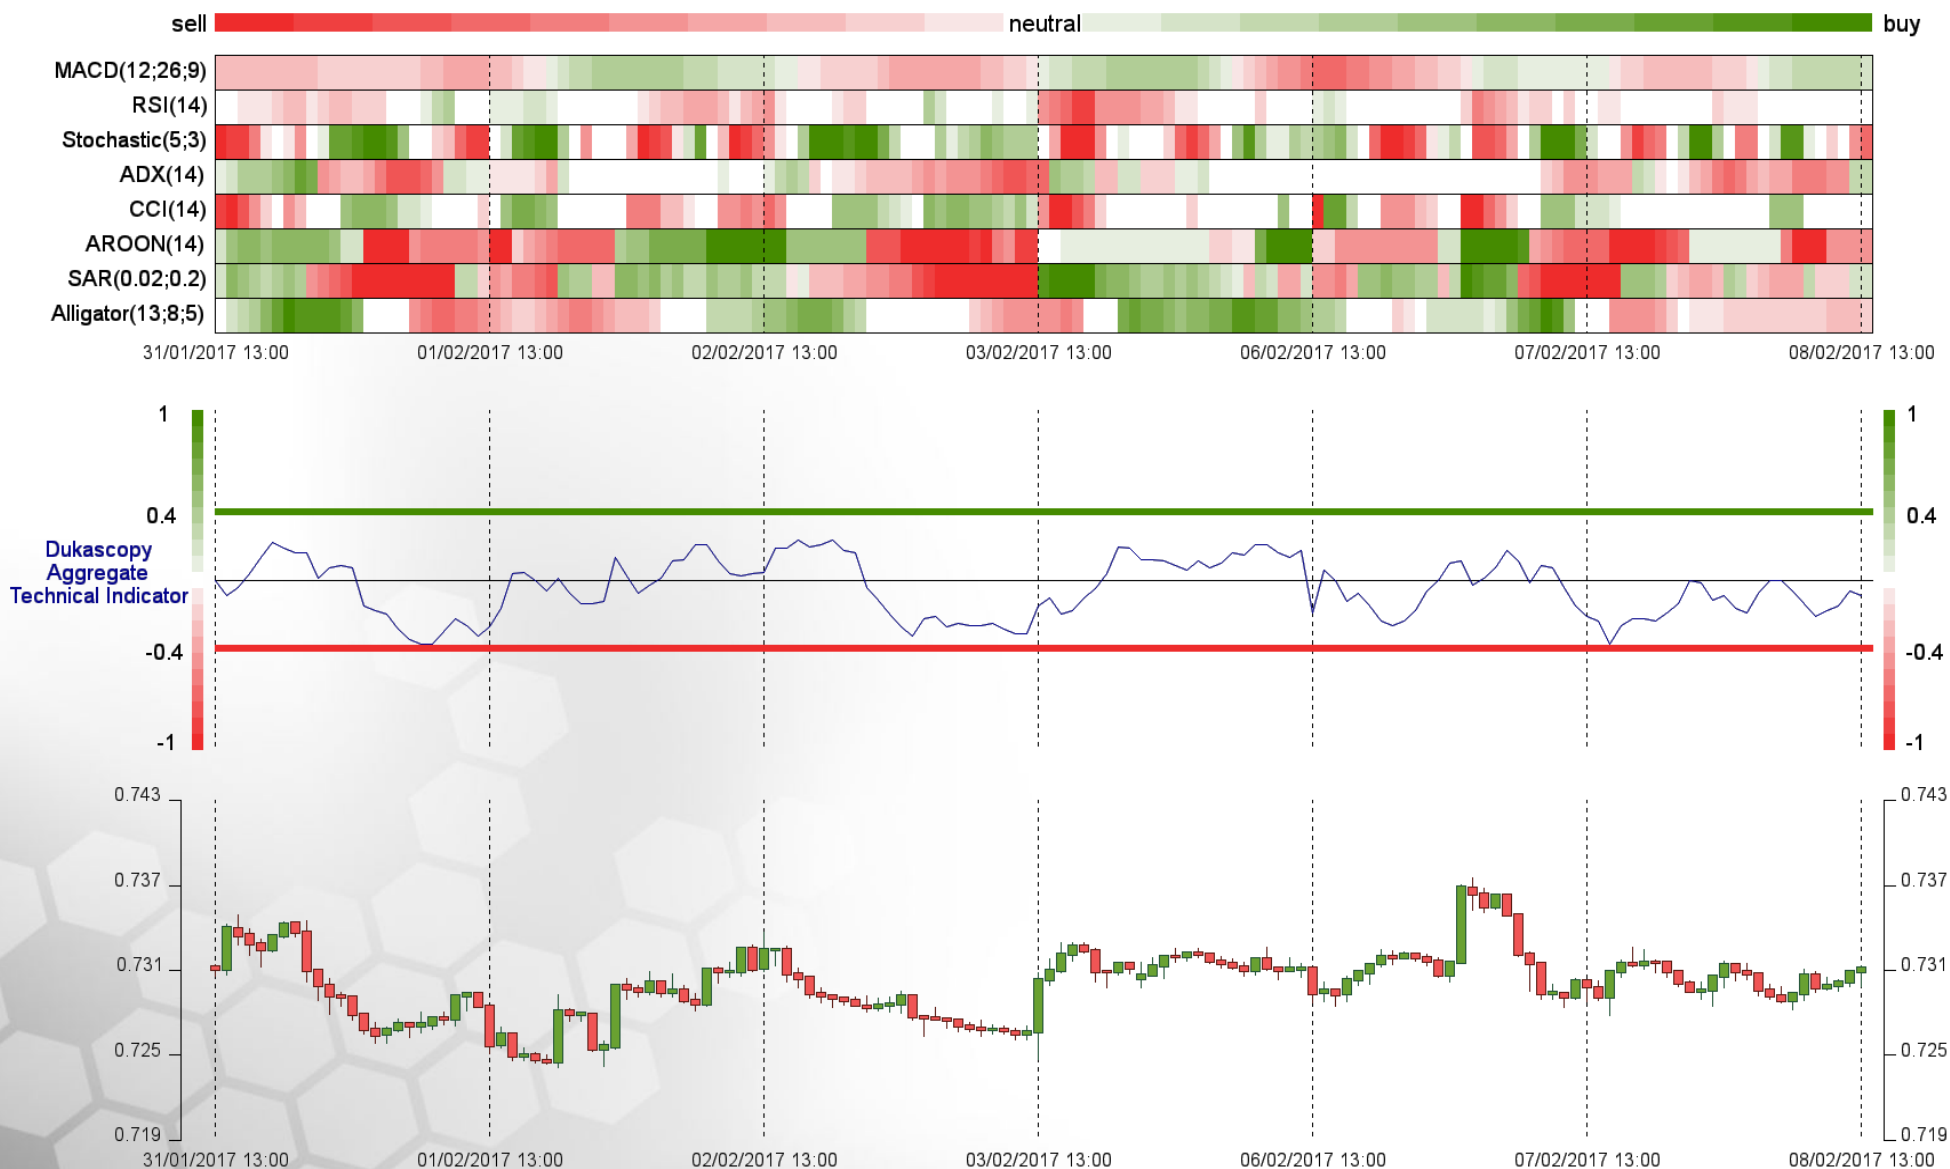 sell neutral buy
MACD(12;26;9)
RSI(14)
Stochastic(5;3)
ADX(14)
CCI(14)
AROON(14)
SAR(0.02;0.2)
Alligator(13;8;5)
31/01/2017 13:00 01/02/2017 13:00 02/02/2017 13:00 03/02/2017 13:00 06/02/2017 13:00 07/02/2017 13:00 08/02/2017 13:00
1 1
0.4 0.4
Dukascopy
Aggregate
Technical Indicator
-0.4 -0.4
-1 -1
0.743 0.743
0.737 0.737
0.731 0.731
0.725 0.725
0.719 0.719
31/01/2017 13:00 01/02/2017 13:00 02/02/2017 13:00 03/02/2017 13:00 06/02/2017 13:00 07/02/2017 13:00 08/02/2017 13:00